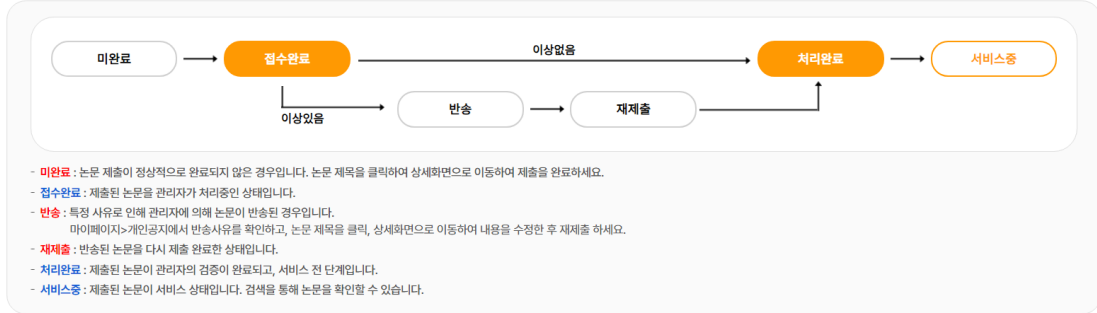 미완료
접수완료
이상없음
처리완료
서비스중
이상있음
반송
재제출
- 미완료 : 논문 제출이 정상적으로 완료되지 않은 경우입니다. 논문 제목을 클릭하여 상세화면으로 이동하여 제출을 완료하세요.
- 접수완료 : 제출된 논문을 관리자가 처리중인 상태입니다.
- 반송 : 특정 사유로 인해 관리자에 의해 논문이 반송된 경우입니다.
마이페이지>개인공지에서 반송사유를 확인하고, 논문 제목을 클릭, 상세화면으로 이동하여 내용을 수정한 후 재제출 하세요.
- 재제출 : 반송된 논문을 다시 제출 완료한 상태입니다.
- 처리완료 : 제출된 논문이 관리자의 검증이 완료되고, 서비스 전 단계입니다.
- 서비스중 : 제출된 논문이 서비스 상태입니다. 검색을 통해 논문을 확인할 수 있습니다.